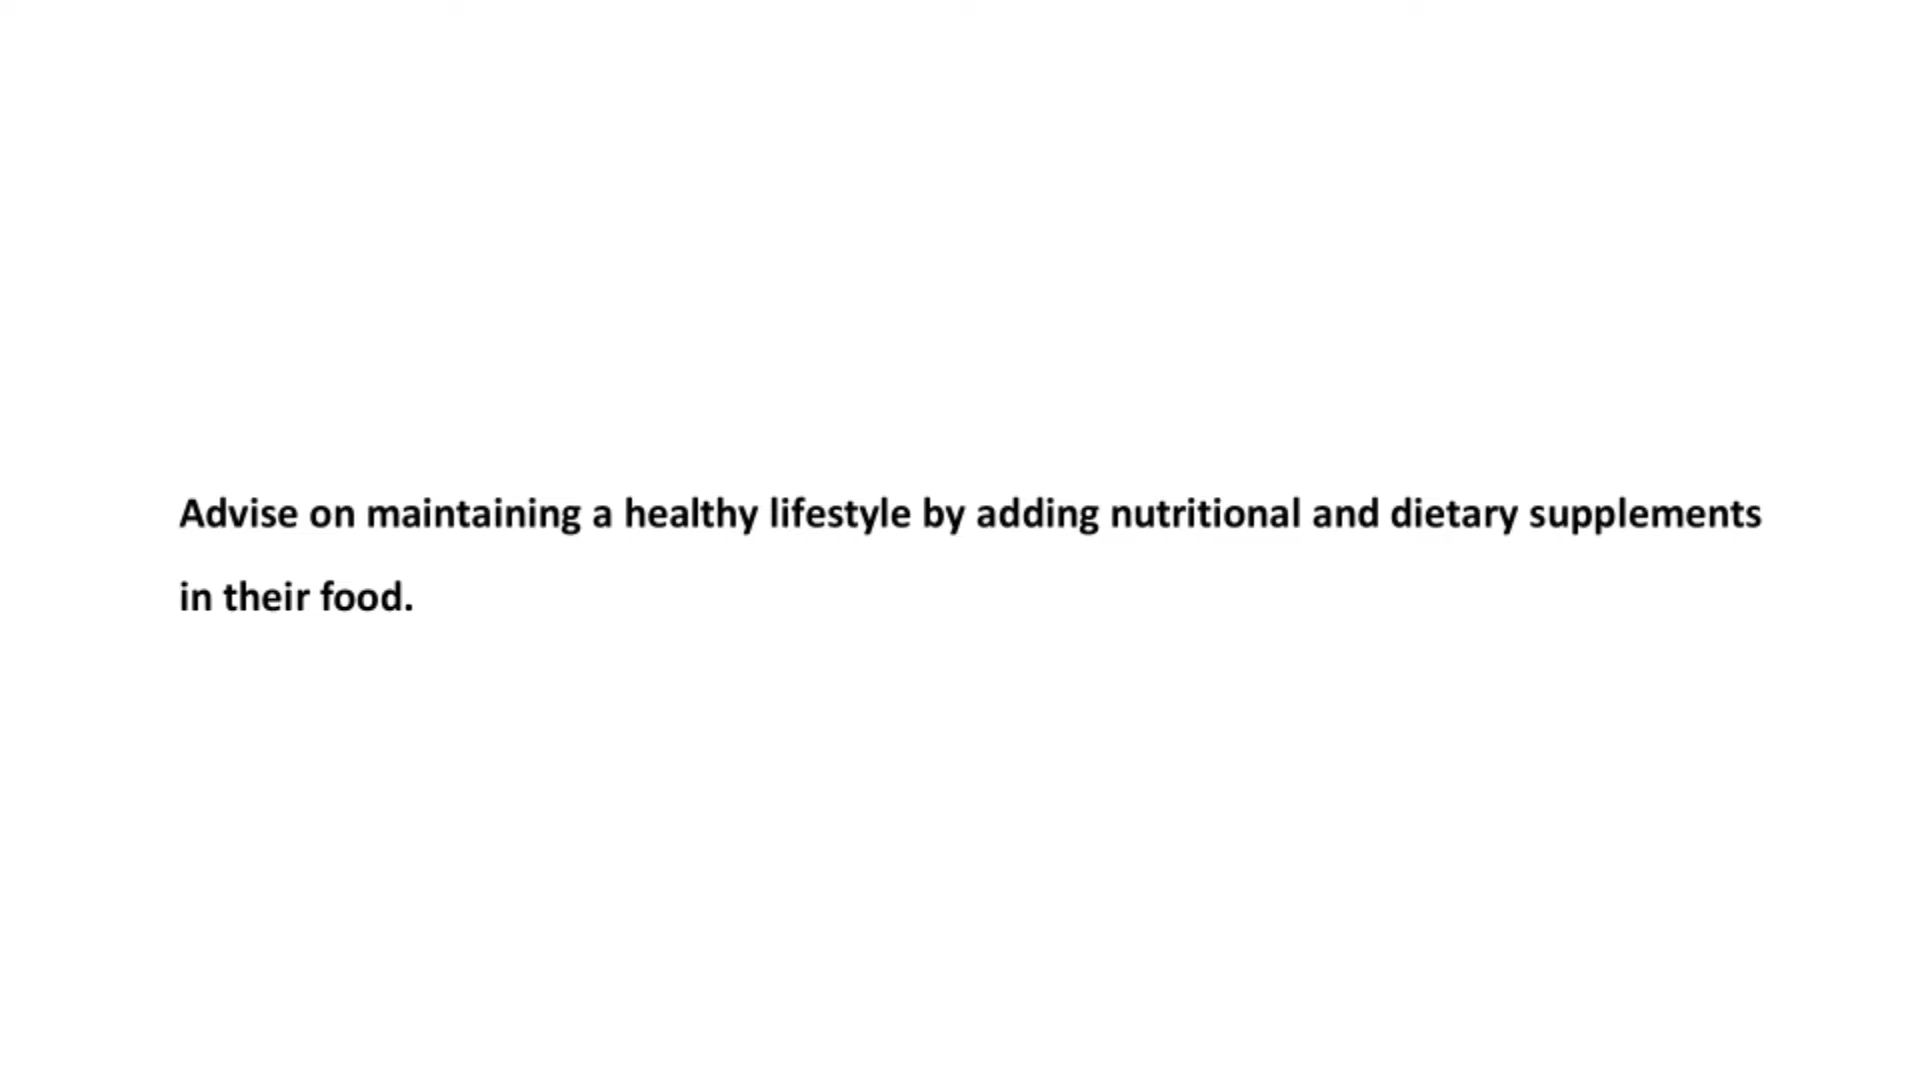 Advise on maintaining a healthy lifestyle by adding nutritional and dietary supplements
in their food.